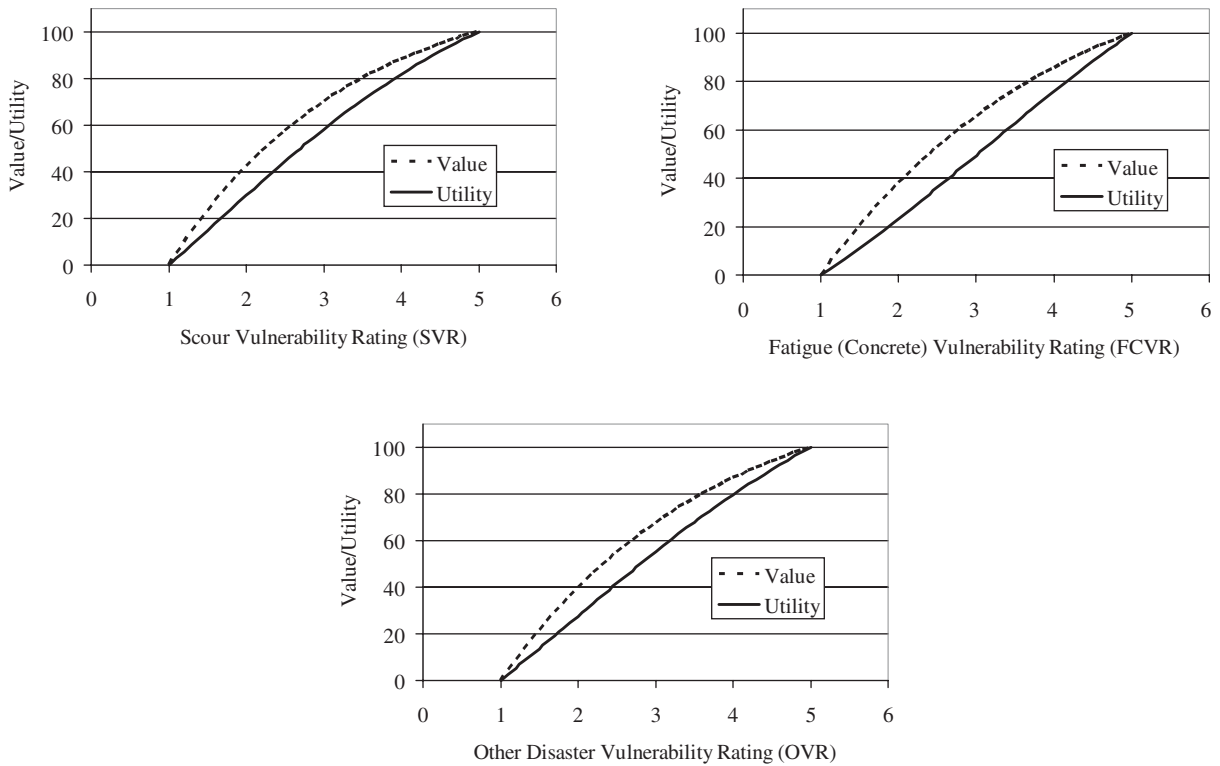 Value/Utility
100
80
60
40
20
0
0 1 2 3 4 5 6
Value
Utility
Scour Vulnerability Rating (SVR)
Value/Utility
100
80
60
40
20
0
0 1 2 3 4 5 6
Value
Utility
Fatigue (Concrete) Vulnerability Rating (FCVR)
Value/Utility
100
80
60
40
20
0
0 1 2 3 4 5 6
Value
Utility
Other Disaster Vulnerability Rating (OVR)